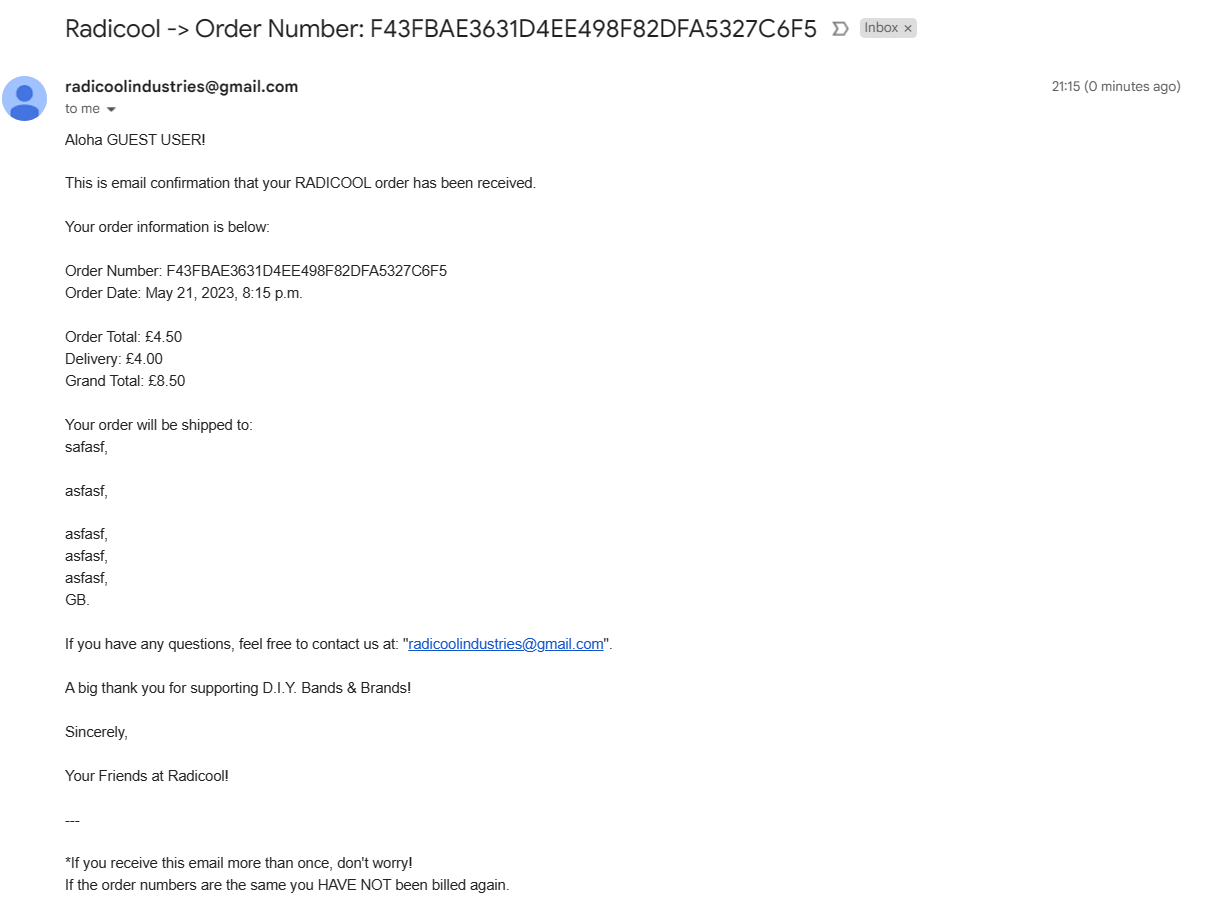 Radicool -> Order Number: F43FBAE3631D4EE498F82DFA5327C6F5 Inbox ×
radicoolindustries@gmail.com 21:15 (0 minutes ago)
to me
Aloha GUEST USER!
This is email confirmation that your RADICOOL order has been received.
Your order information is below:
Order Number: F43FBAE3631D4EE498F82DFA5327C6F5
Order Date: May 21, 2023, 8:15 p.m.
Order Total: £4.50
Delivery: £4.00
Grand Total: £8.50
Your order will be shipped to:
safasf,
asfasf,
asfasf,
asfasf,
asfasf,
GB.
If you have any questions, feel free to contact us at: "radicoolindustries@gmail.com".
A big thank you for supporting D.I.Y. Bands & Brands!
Sincerely,
Your Friends at Radicool!
---
*If you receive this email more than once, don't worry!
If the order numbers are the same you HAVE NOT been billed again.